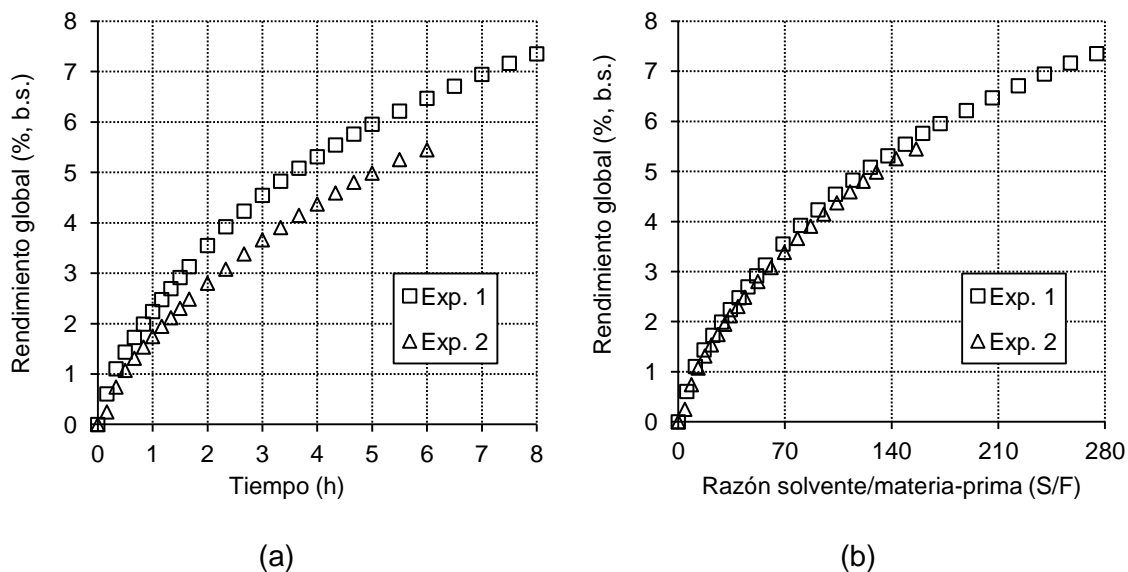 8
7
6
5
4
3
2
1
0
Rendimiento global (%, b.s.)
Exp. 1
Exp. 2
0 1 2 3 4 5 6 7 8
Tiempo (h)
(a)
8
7
6
5
4
3
2
1
0
Rendimiento global (%, b.s.)
Exp. 1
Exp. 2
0 70 140 210 280
Razón solvente/materia-prima (S/F)
(b)